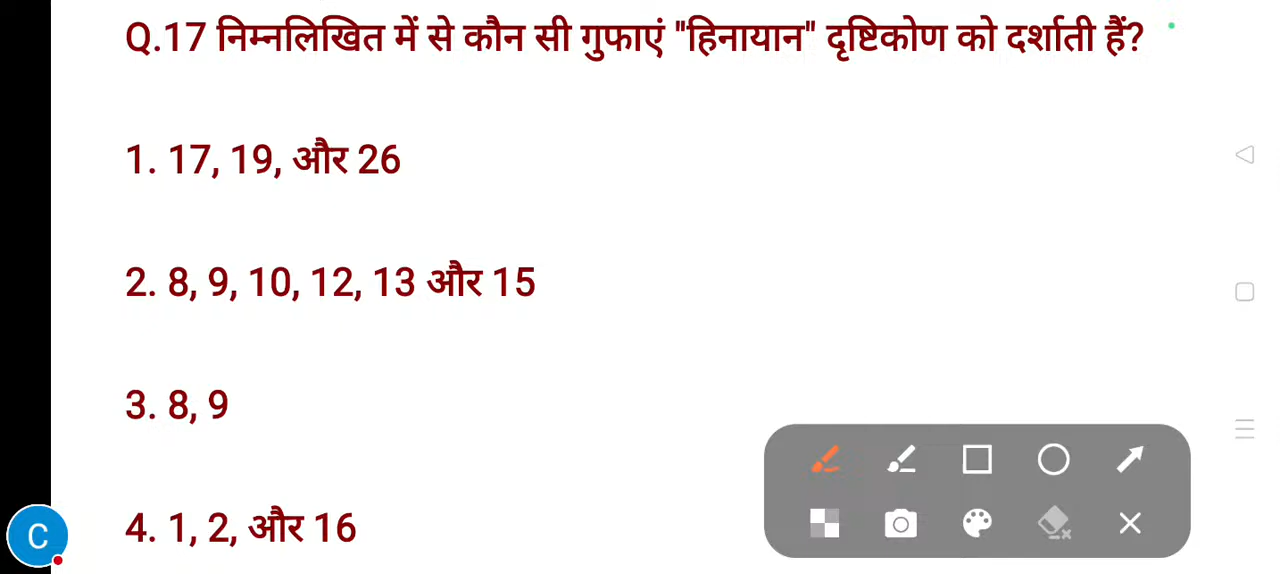 Q.17 निम्नलिखित में से कौन सी गुफाएं "हिनायान" दृष्टिकोण को दर्शाती हैं?
1. 17, 19, और 26
2. 8, 9, 10, 12, 13 और 15
3. 8, 9
4. 1, 2, और 16
C